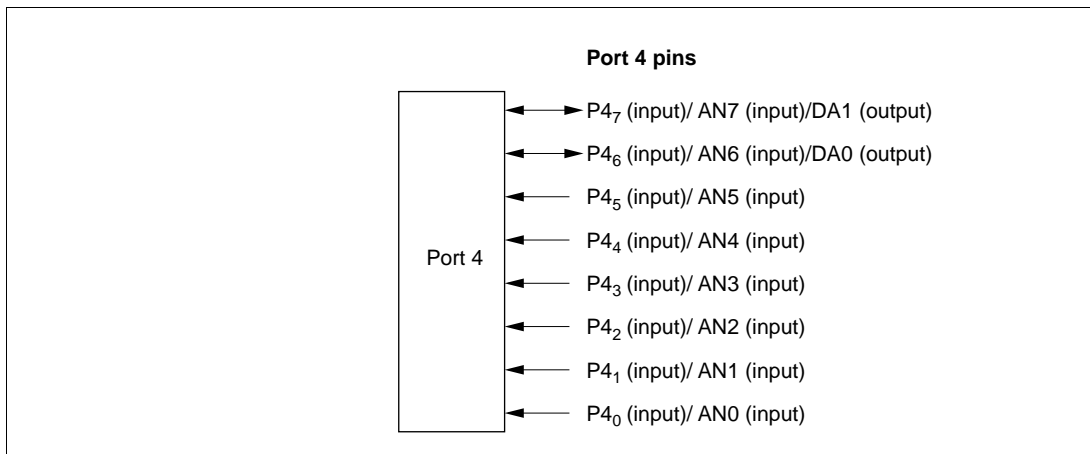 Port 4 pins
P4₇ (input)/ AN7 (input)/DA1 (output)
P4₆ (input)/ AN6 (input)/DA0 (output)
P4₅ (input)/ AN5 (input)
P4₄ (input)/ AN4 (input)
Port 4
P4₃ (input)/ AN3 (input)
P4₂ (input)/ AN2 (input)
P4₁ (input)/ AN1 (input)
P4₀ (input)/ AN0 (input)